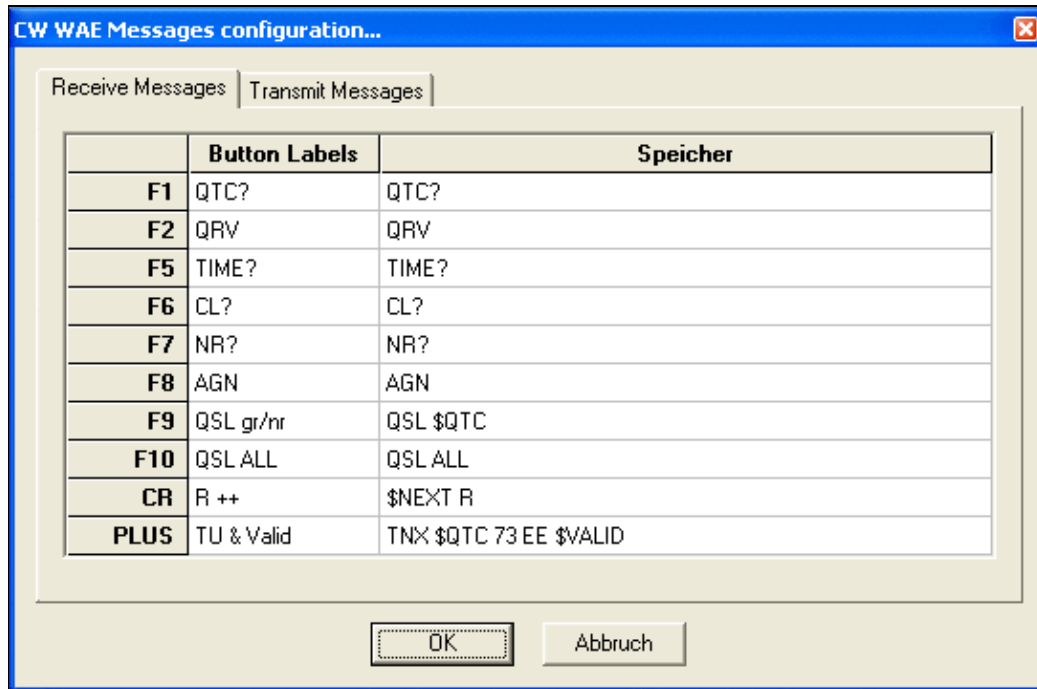 CW WAE Messages configuration...
Receive Messages Transmit Messages
Button Labels Speicher
F1 QTC? QTC?
F2 QRV QRV
F5 TIME? TIME?
F6 CL? CL?
F7 NR? NR?
F8 AGN AGN
F9 QSL gr/nr QSL $QTC
F10 QSL ALL QSL ALL
CR R ++ $NEXT R
PLUS TU & Valid TNX $QTC 73 EE $VALID
OK Abbruch